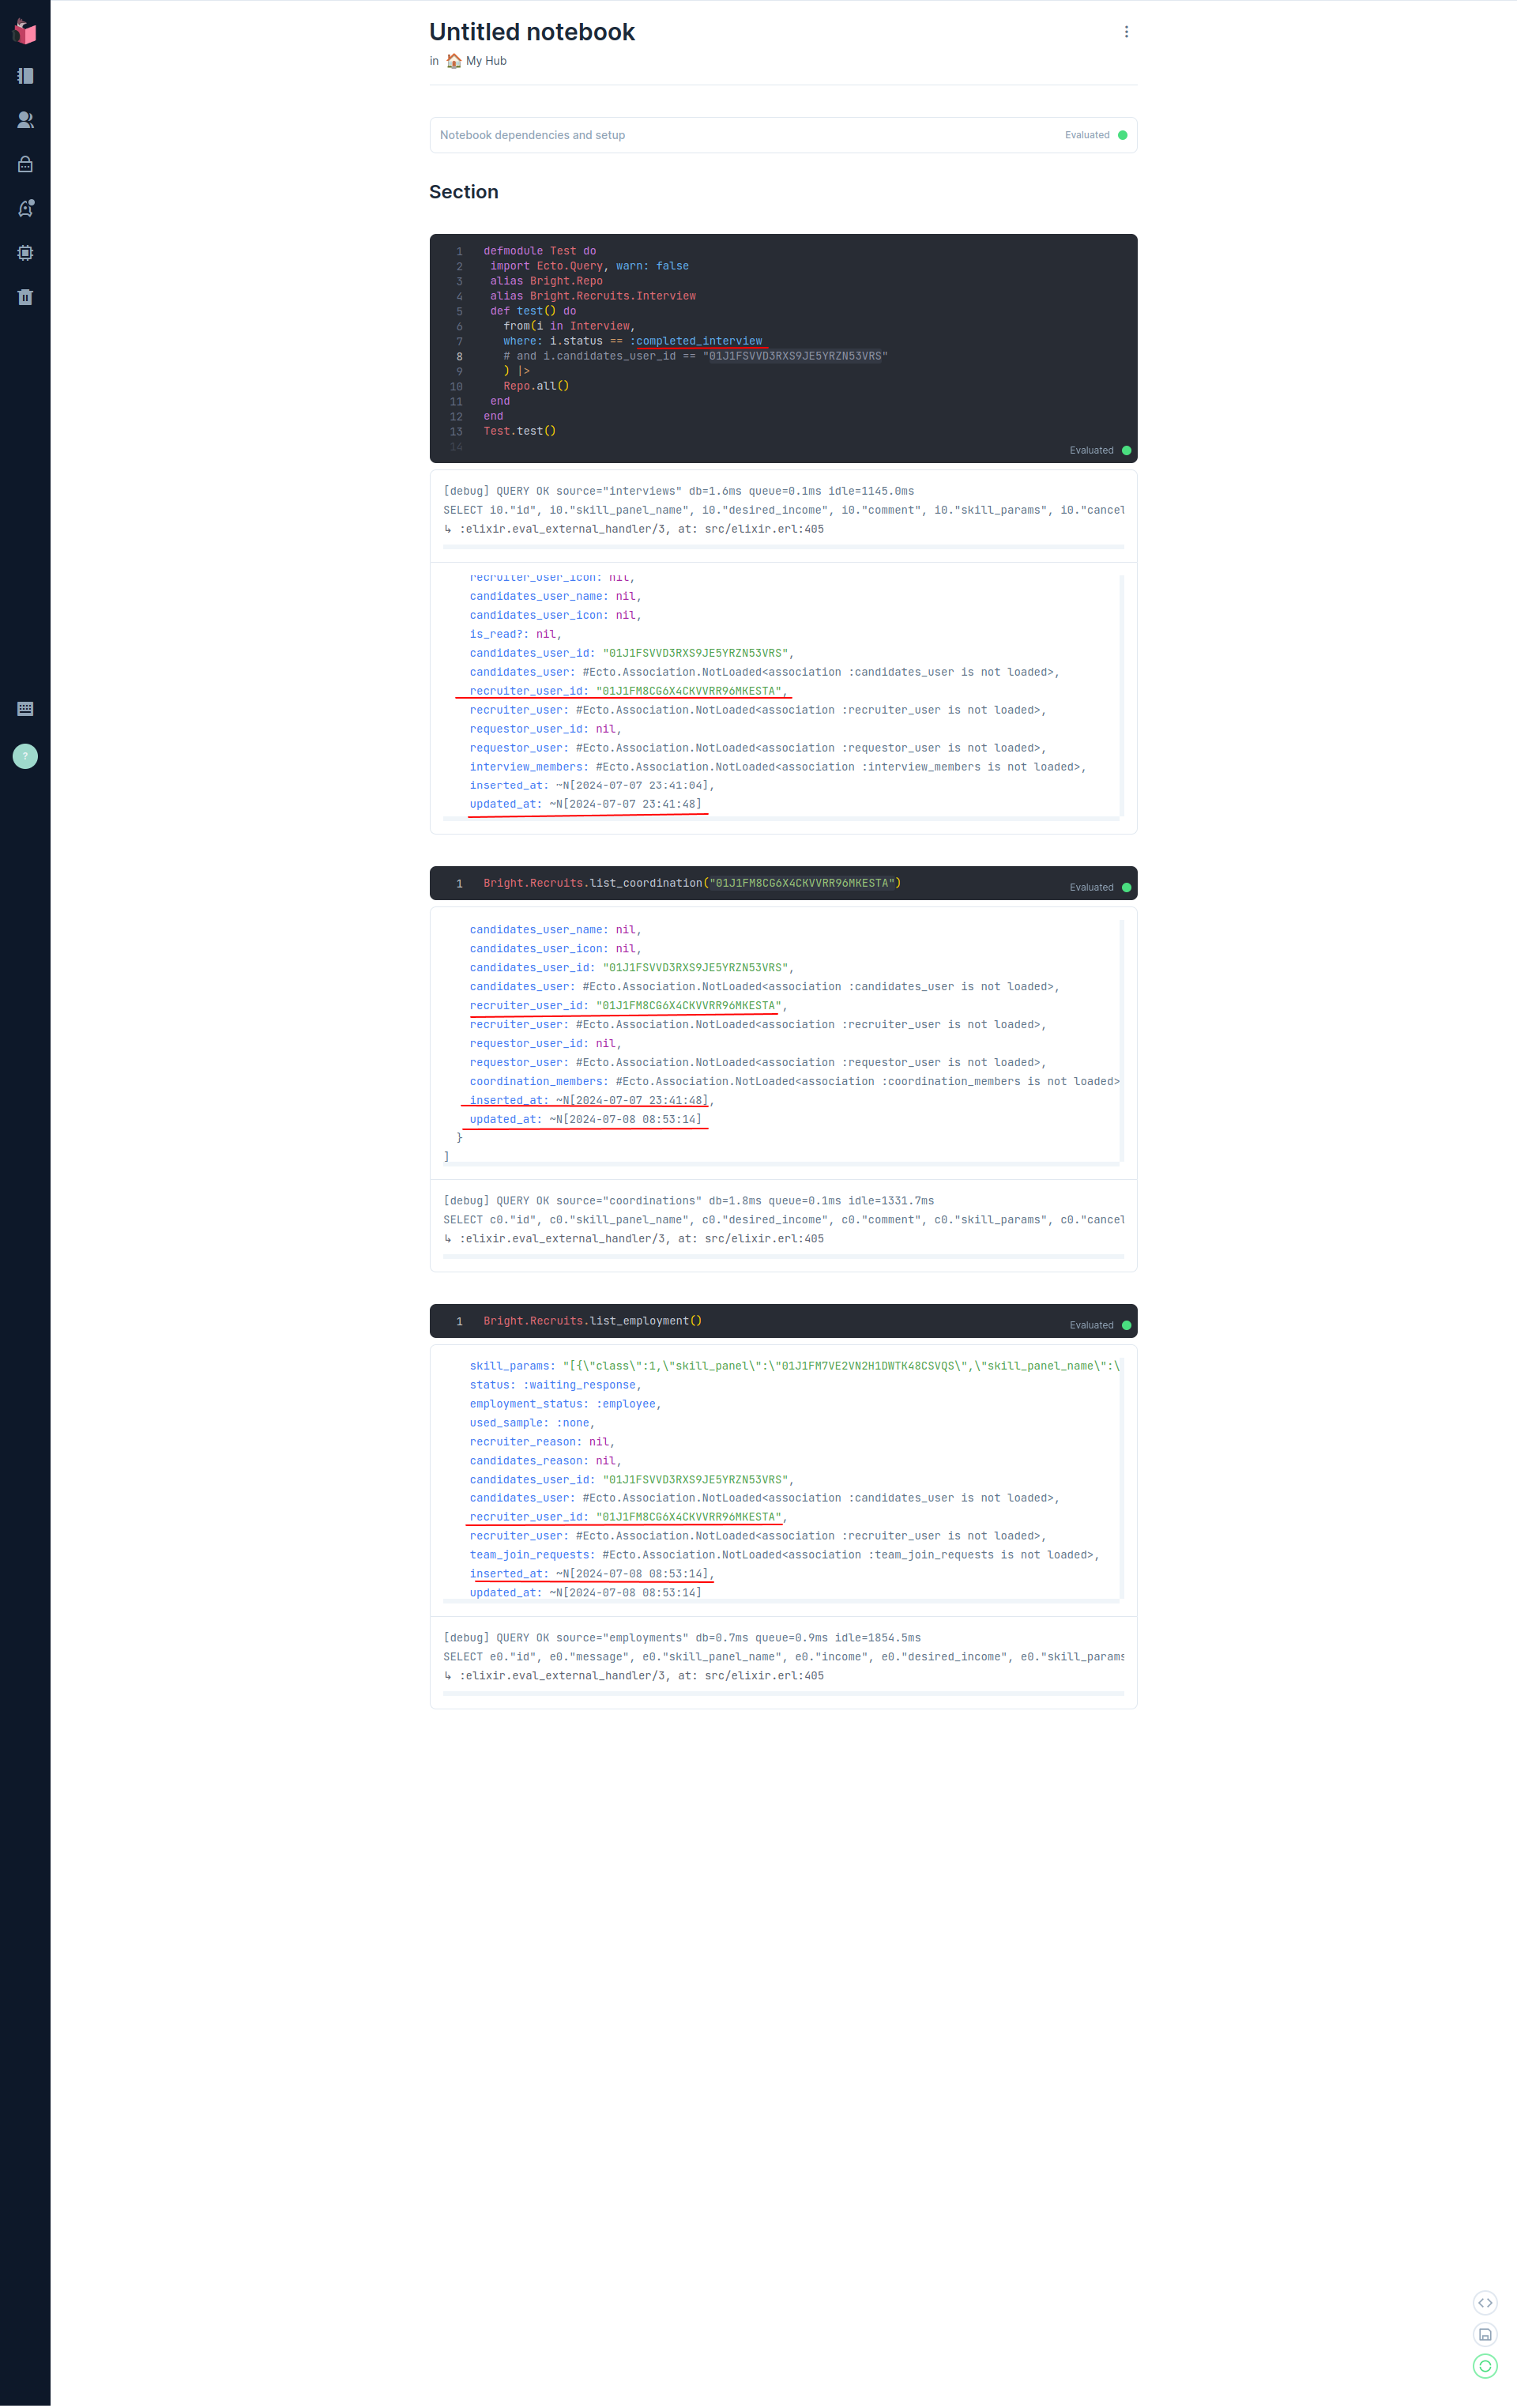 Untitled notebook
in 🏠 My Hub
Notebook dependencies and setup Evaluated
Section
1 defmodule Test do
2 import Ecto.Query, warn: false
3 alias Bright.Repo
4 alias Bright.Recruits.Interview
5 def test() do
6 from(i in Interview,
7 where: i.status == :completed_interview
8 # and i.candidates_user_id == "01J1FSVVD3RXS9JE5YRZN53VRS"
9 ) |>
10 Repo.all()
11 end
12 end
13 Test.test()
14
Evaluated
[debug] QUERY OK source="interviews" db=1.6ms queue=0.1ms idle=1145.0ms
SELECT i0."id", i0."skill_panel_name", i0."desired_income", i0."comment", i0."skill_params", i0."cancel
↳ :elixir.eval_external_handler/3, at: src/elixir.erl:405
recruiter_user_icon: nil,
candidates_user_name: nil,
candidates_user_icon: nil,
is_read?: nil,
candidates_user_id: "01J1FSVVD3RXS9JE5YRZN53VRS",
candidates_user: #Ecto.Association.NotLoaded<association :candidates_user is not loaded>,
recruiter_user_id: "01J1FM8CG6X4CKVVRR96MKESTA",
recruiter_user: #Ecto.Association.NotLoaded<association :recruiter_user is not loaded>,
requestor_user_id: nil,
requestor_user: #Ecto.Association.NotLoaded<association :requestor_user is not loaded>,
interview_members: #Ecto.Association.NotLoaded<association :interview_members is not loaded>,
inserted_at: ~N[2024-07-07 23:41:04],
updated_at: ~N[2024-07-07 23:41:48]
1 Bright.Recruits.list_coordination("01J1FM8CG6X4CKVVRR96MKESTA")
Evaluated
candidates_user_name: nil,
candidates_user_icon: nil,
candidates_user_id: "01J1FSVVD3RXS9JE5YRZN53VRS",
candidates_user: #Ecto.Association.NotLoaded<association :candidates_user is not loaded>,
recruiter_user_id: "01J1FM8CG6X4CKVVRR96MKESTA",
recruiter_user: #Ecto.Association.NotLoaded<association :recruiter_user is not loaded>,
requestor_user_id: nil,
requestor_user: #Ecto.Association.NotLoaded<association :requestor_user is not loaded>,
coordination_members: #Ecto.Association.NotLoaded<association :coordination_members is not loaded>
inserted_at: ~N[2024-07-07 23:41:48],
updated_at: ~N[2024-07-08 08:53:14]
}
]
[debug] QUERY OK source="coordinations" db=1.8ms queue=0.1ms idle=1331.7ms
SELECT c0."id", c0."skill_panel_name", c0."desired_income", c0."comment", c0."skill_params", c0."cancel
↳ :elixir.eval_external_handler/3, at: src/elixir.erl:405
1 Bright.Recruits.list_employment()
Evaluated
skill_params: "[{\"class\":1,\"skill_panel\":\"01J1FM7VE2VN2H1DWTK48CSVQS\",\"skill_panel_name\":\
status: :waiting_response,
employment_status: :employee,
used_sample: :none,
recruiter_reason: nil,
candidates_reason: nil,
candidates_user_id: "01J1FSVVD3RXS9JE5YRZN53VRS",
candidates_user: #Ecto.Association.NotLoaded<association :candidates_user is not loaded>,
recruiter_user_id: "01J1FM8CG6X4CKVVRR96MKESTA",
recruiter_user: #Ecto.Association.NotLoaded<association :recruiter_user is not loaded>,
team_join_requests: #Ecto.Association.NotLoaded<association :team_join_requests is not loaded>,
inserted_at: ~N[2024-07-08 08:53:14],
updated_at: ~N[2024-07-08 08:53:14]
[debug] QUERY OK source="employments" db=0.7ms queue=0.9ms idle=1854.5ms
SELECT e0."id", e0."message", e0."skill_panel_name", e0."income", e0."desired_income", e0."skill_params
↳ :elixir.eval_external_handler/3, at: src/elixir.erl:405
?